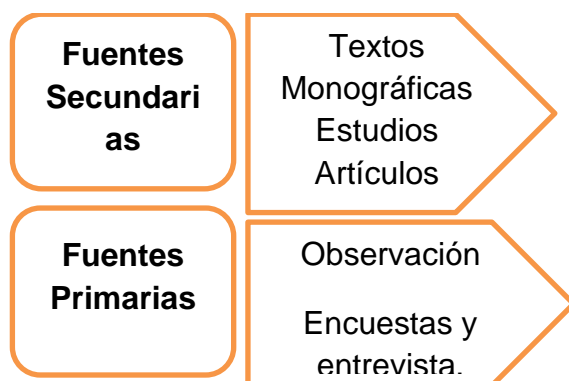 Fuentes
Secundari
as
Textos
Monográficas
Estudios
Artículos
Fuentes
Primarias
Observación
Encuestas y
entrevista.